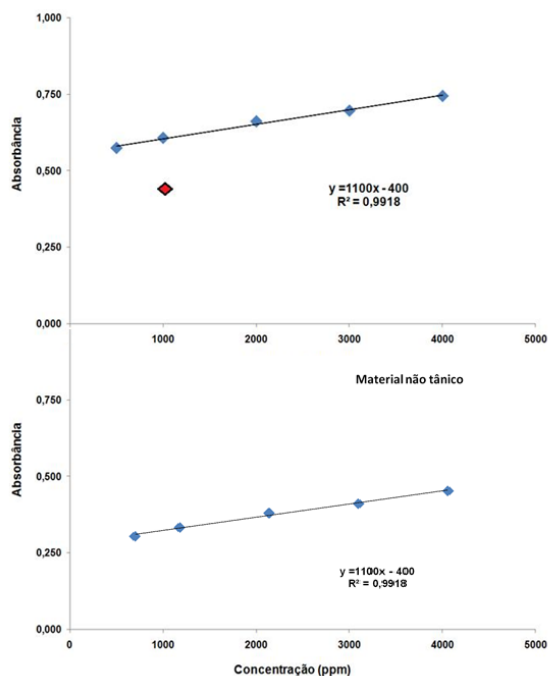 1,000
0,750
0,500
0,250
0,000
Absorbância
y =1100x - 400
R² = 0,9918
1000 2000 3000 4000 5000
Material não tânico
0,750
0,500
0,250
0,000
Absorbância
y =1100x - 400
R² = 0,9918
0 1000 2000 3000 4000 5000
Concentração (ppm)